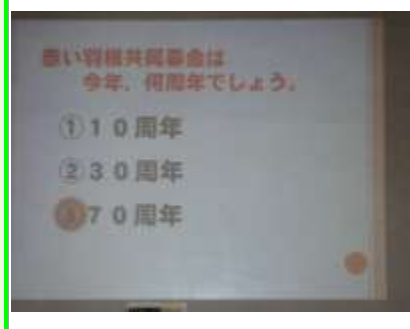 赤い羽根共同募金は
今年、何周年でしょう。
①10周年
②30周年
③70周年